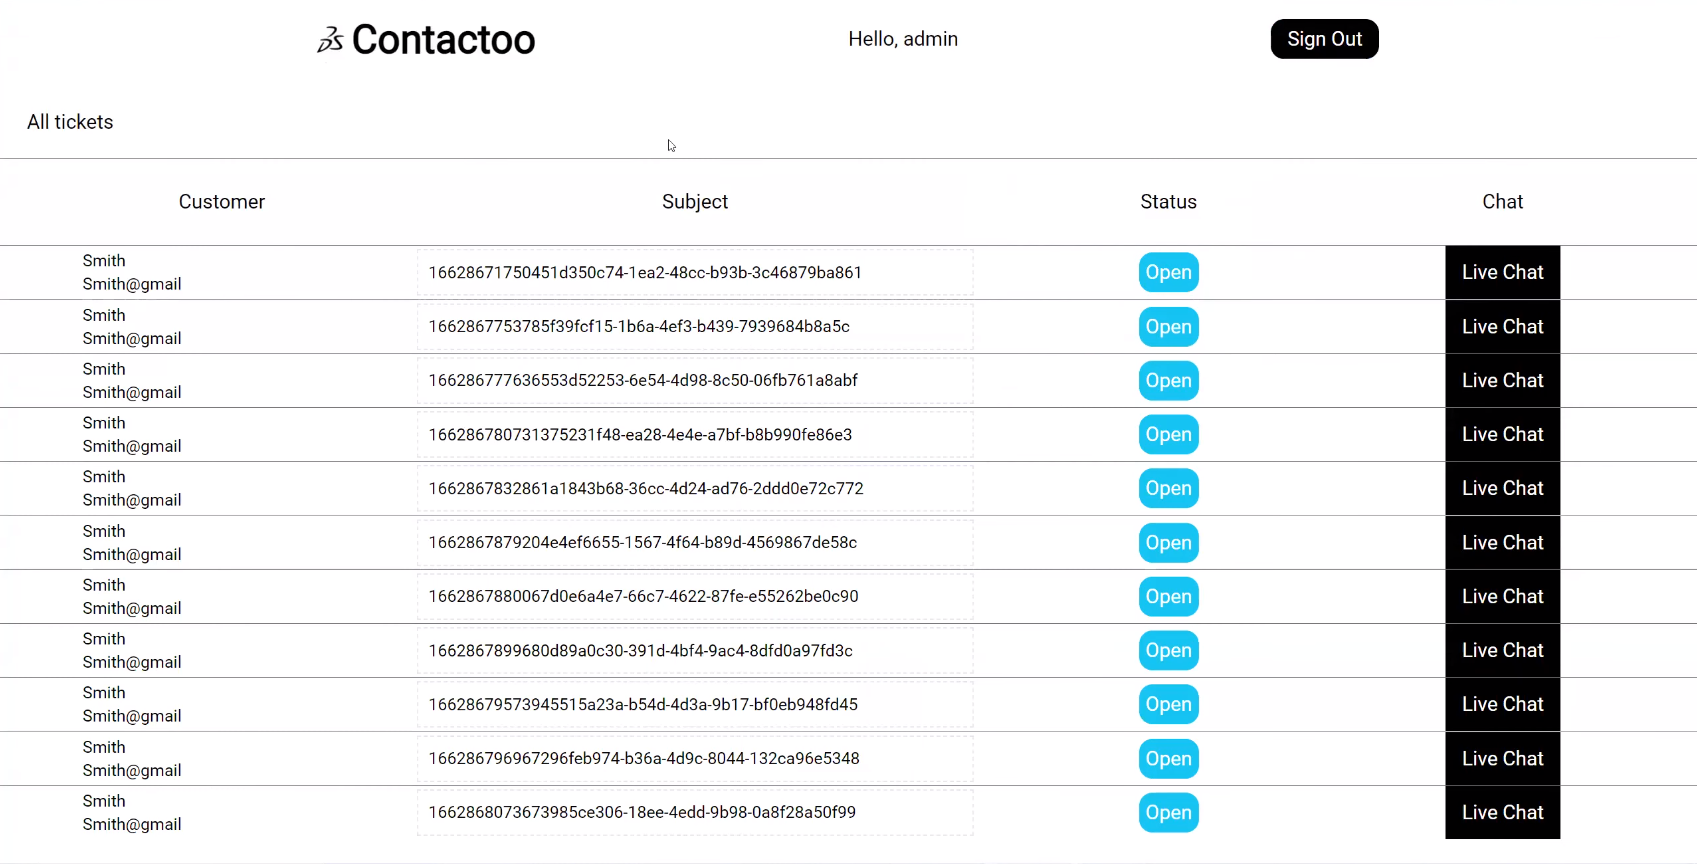 Contactoo
Hello, admin
Sign Out
All tickets
Customer Subject Status Chat
Smith
Smith@gmail
16628671750451d350c74-1ea2-48cc-b93b-3c46879ba861 Open Live Chat
Smith
Smith@gmail
1662867753785f39fcf15-1b6a-4ef3-b439-7939684b8a5c Open Live Chat
Smith
Smith@gmail
166286777636553d52253-6e54-4d98-8c50-06fb761a8abf Open Live Chat
Smith
Smith@gmail
166286780731375231f48-ea28-4e4e-a7bf-b8b990fe86e3 Open Live Chat
Smith
Smith@gmail
1662867832861a1843b68-36cc-4d24-ad76-2ddd0e72c772 Open Live Chat
Smith
Smith@gmail
1662867879204e4ef6655-1567-4f64-b89d-4569867de58c Open Live Chat
Smith
Smith@gmail
1662867880067d0e6a4e7-66c7-4622-87fe-e55262be0c90 Open Live Chat
Smith
Smith@gmail
1662867899680d89a0c30-391d-4bf4-9ac4-8dfd0a97fd3c Open Live Chat
Smith
Smith@gmail
16628679573945515a23a-b54d-4d3a-9b17-bf0eb948fd45 Open Live Chat
Smith
Smith@gmail
166286796967296feb974-b36a-4d9c-8044-132ca96e5348 Open Live Chat
Smith
Smith@gmail
1662868073673985ce306-18ee-4edd-9b98-0a8f28a50f99 Open Live Chat